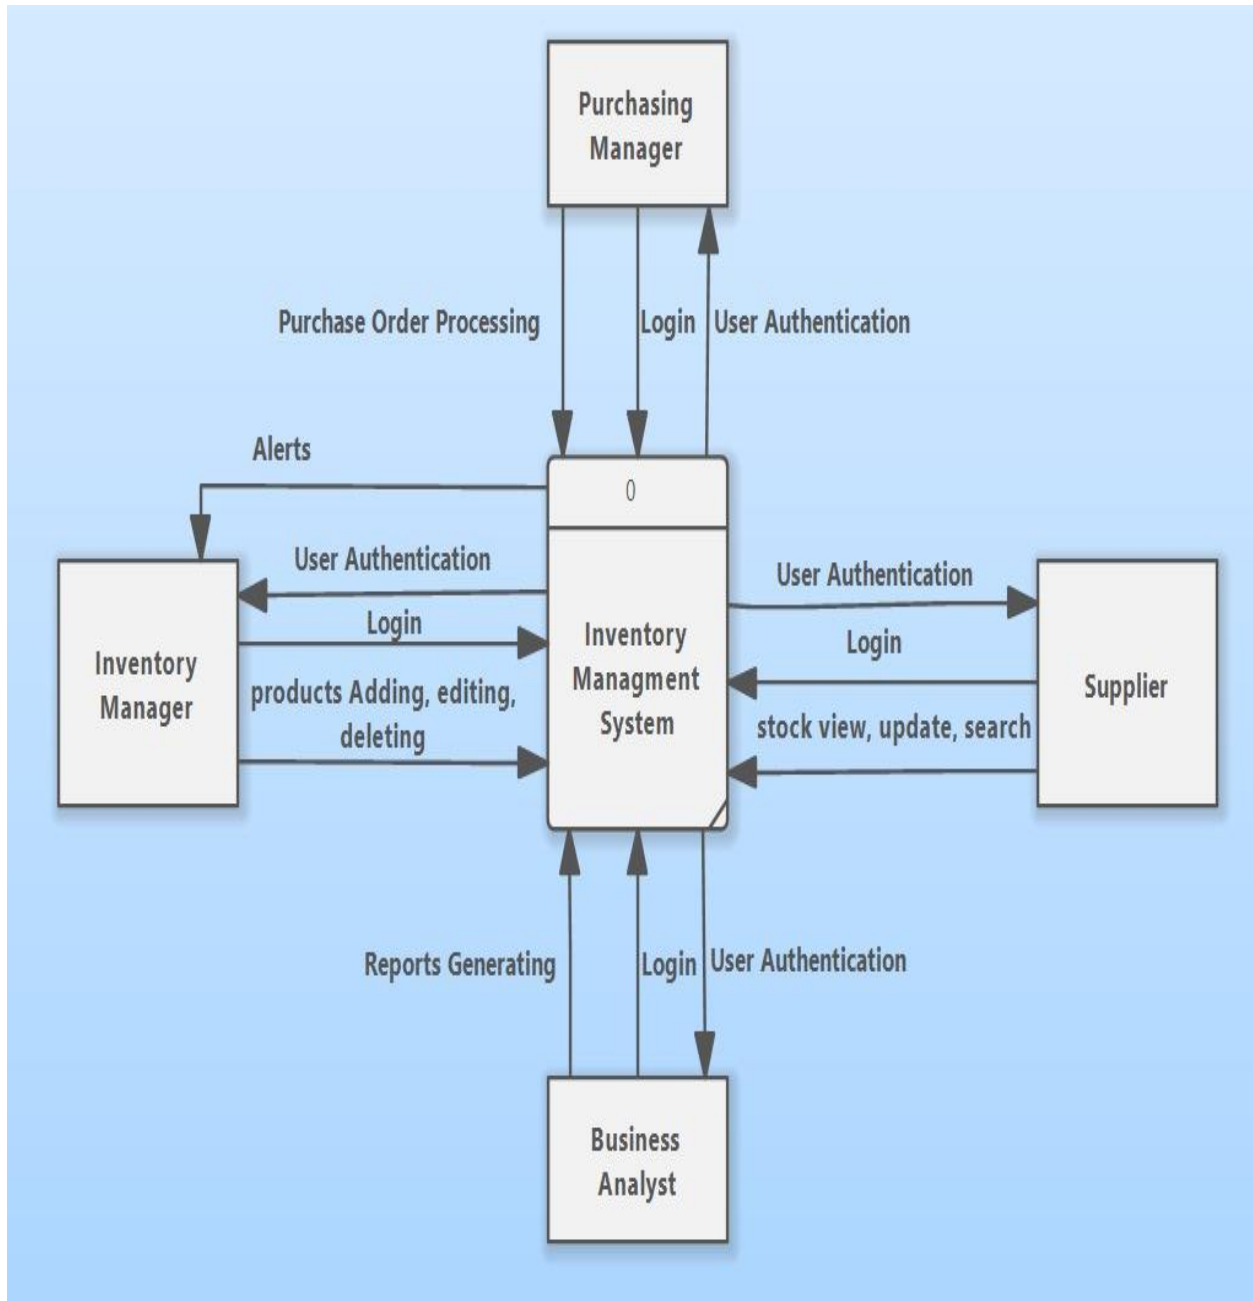 Purchasing
Manager
Purchase Order Processing
Login
User Authentication
Alerts
0
User Authentication
Login
products Adding, editing,
deleting
Inventory
Manager
Inventory
Managment
System
User Authentication
Login
stock view, update, search
Supplier
Reports Generating
Login
User Authentication
Business
Analyst